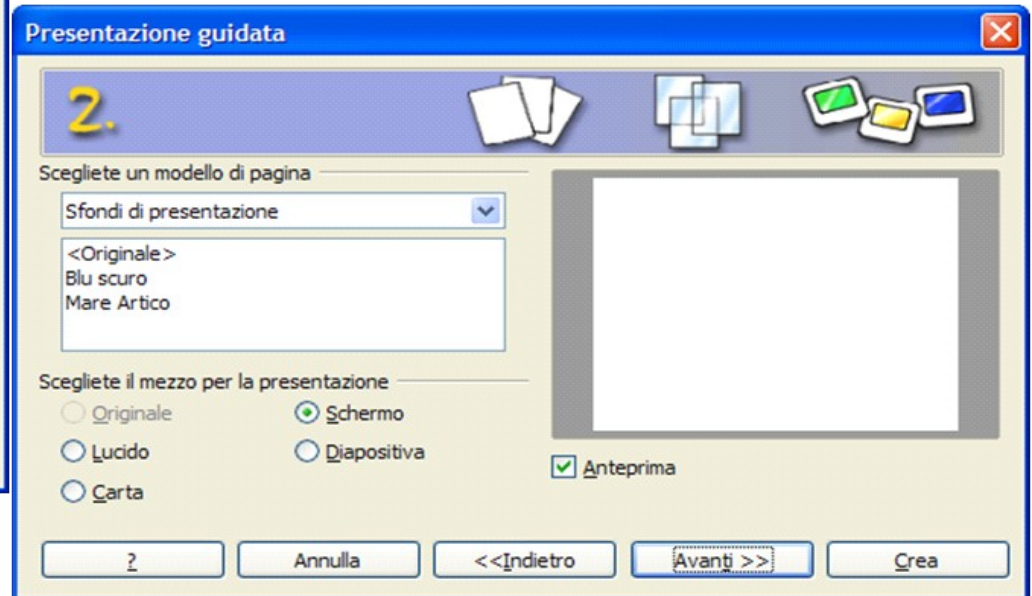 Presentazione guidata
2.
Scegliete un modello di pagina
Sfondi di presentazione
<Originale>
Blu scuro
Mare Artico
Scegliete il mezzo per la presentazione
Originale Schermo
Lucido Diapositiva
Carta
Anteprima
? Annulla <<Indietro Avanti >> Crea